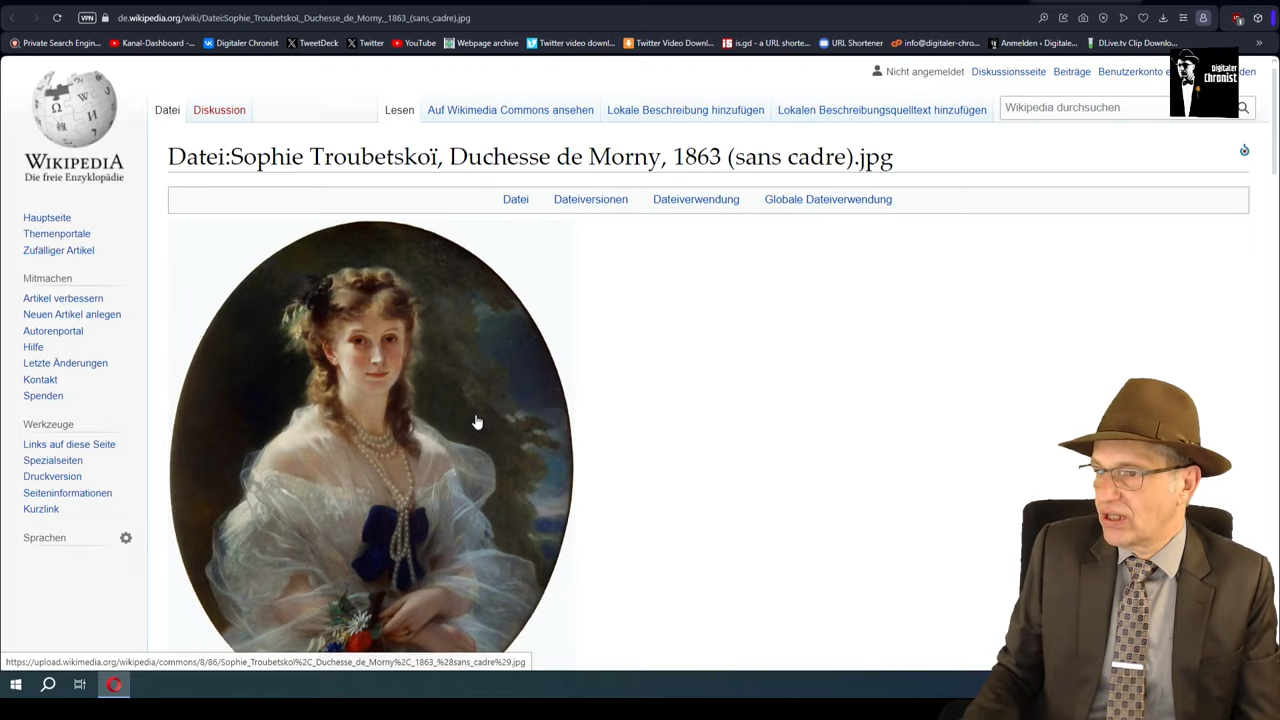 VPN de.wikipedia.org/wiki/Datei:Sophie_Troubetskoï,_Duchesse_de_Morny,_1863_(sans_cadre).jpg
Private Search Engin... Kanal-Dashboard -... Digitaler Chronist TweetDeck Twitter YouTube Webpage archive Twitter video downl... Twitter Video Downl... is.gd - a URL shorte... URL Shortener info@digitaler-chro... Anmelden ‹ Digitale... DLive.tv Clip Downlo... »
Nicht angemeldet Diskussionsseite Beiträge Benutzerkonto
Digitaler
Chronist
Datei Diskussion Lesen Auf Wikimedia Commons ansehen Lokale Beschreibung hinzufügen Lokalen Beschreibungsquelltext hinzufügen Wikipedia durchsuchen
WIKIPEDIA
Die freie Enzyklopädie
Datei:Sophie Troubetskoï, Duchesse de Morny, 1863 (sans cadre).jpg
Datei Dateiversionen Dateiverwendung Globale Dateiverwendung
Hauptseite
Themenportale
Zufälliger Artikel
Mitmachen
Artikel verbessern
Neuen Artikel anlegen
Autorenportal
Hilfe
Letzte Änderungen
Kontakt
Spenden
Werkzeuge
Links auf diese Seite
Spezialseiten
Druckversion
Seiteninformationen
Kurzlink
Sprachen
https://upload.wikimedia.org/wikipedia/commons/8/86/Sophie_Troubetskoï%2C_Duchesse_de_Morny%2C_1863_%28sans_cadre%29.jpg